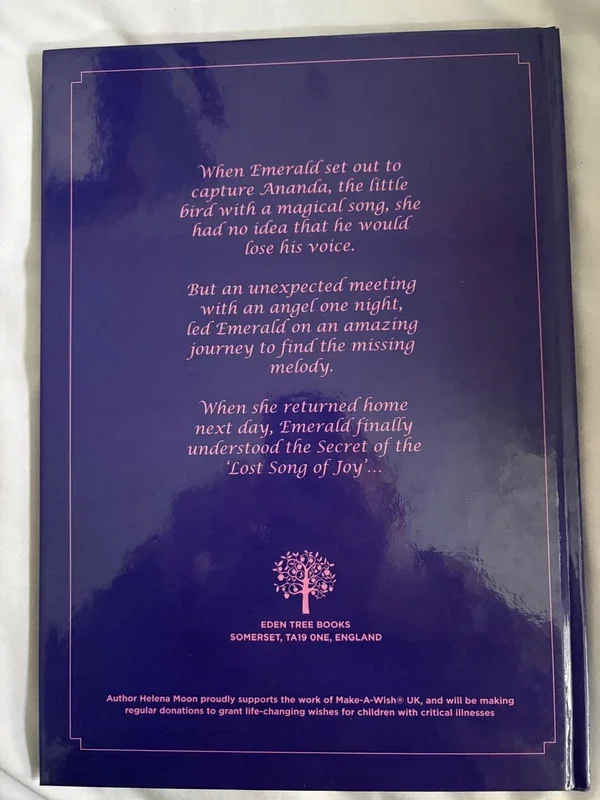 When Emerald set out to
capture Ananda, the little
bird with a magical song, she
had no idea that he would
lose his voice.
But an unexpected meeting
with an angel one night,
led Emerald on an amazing
journey to find the missing
melody.
When she returned home
next day, Emerald finally
understood the Secret of the
‘Lost Song of Joy’...
EDEN TREE BOOKS
SOMERSET, TA19 0NE, ENGLAND
Author Helena Moon proudly supports the work of Make-A-Wish® UK, and will be making
regular donations to grant life-changing wishes for children with critical illnesses